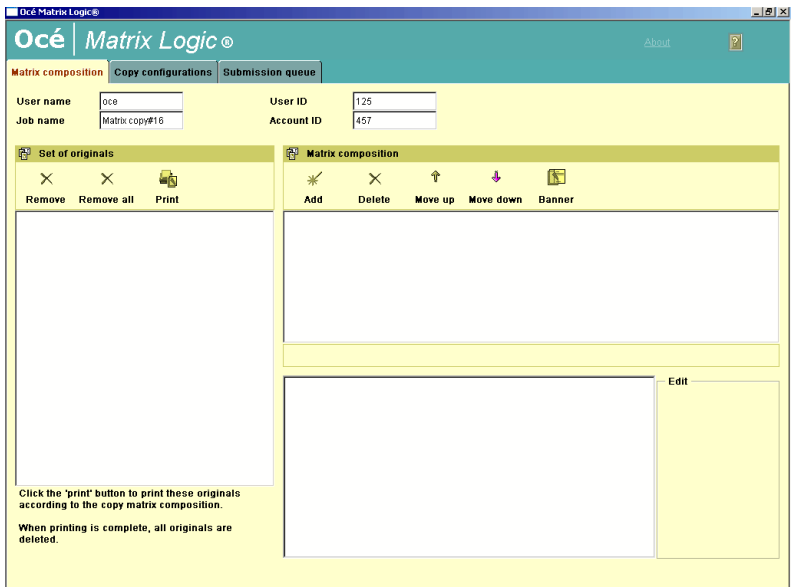 Océ Matrix Logic®
Océ | Matrix Logic ®
About
?
Matrix composition Copy configurations Submission queue
User name oce User ID 125
Job name Matrix copy#16 Account ID 457
Set of originals Matrix composition
Remove Remove all Print Add Delete Move up Move down Banner
Edit
Click the 'print' button to print these originals
according to the copy matrix composition.
When printing is complete, all originals are
deleted.